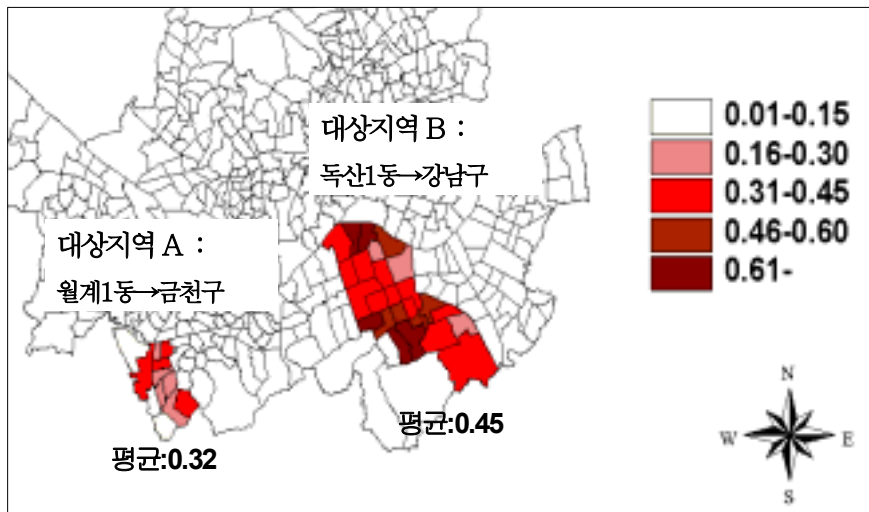 대상지역 B :
독산1동→강남구
대상지역 A :
월계1동→금천구
평균:0.32
평균:0.45
0.01-0.15
0.16-0.30
0.31-0.45
0.46-0.60
0.61-
N
W
E
S